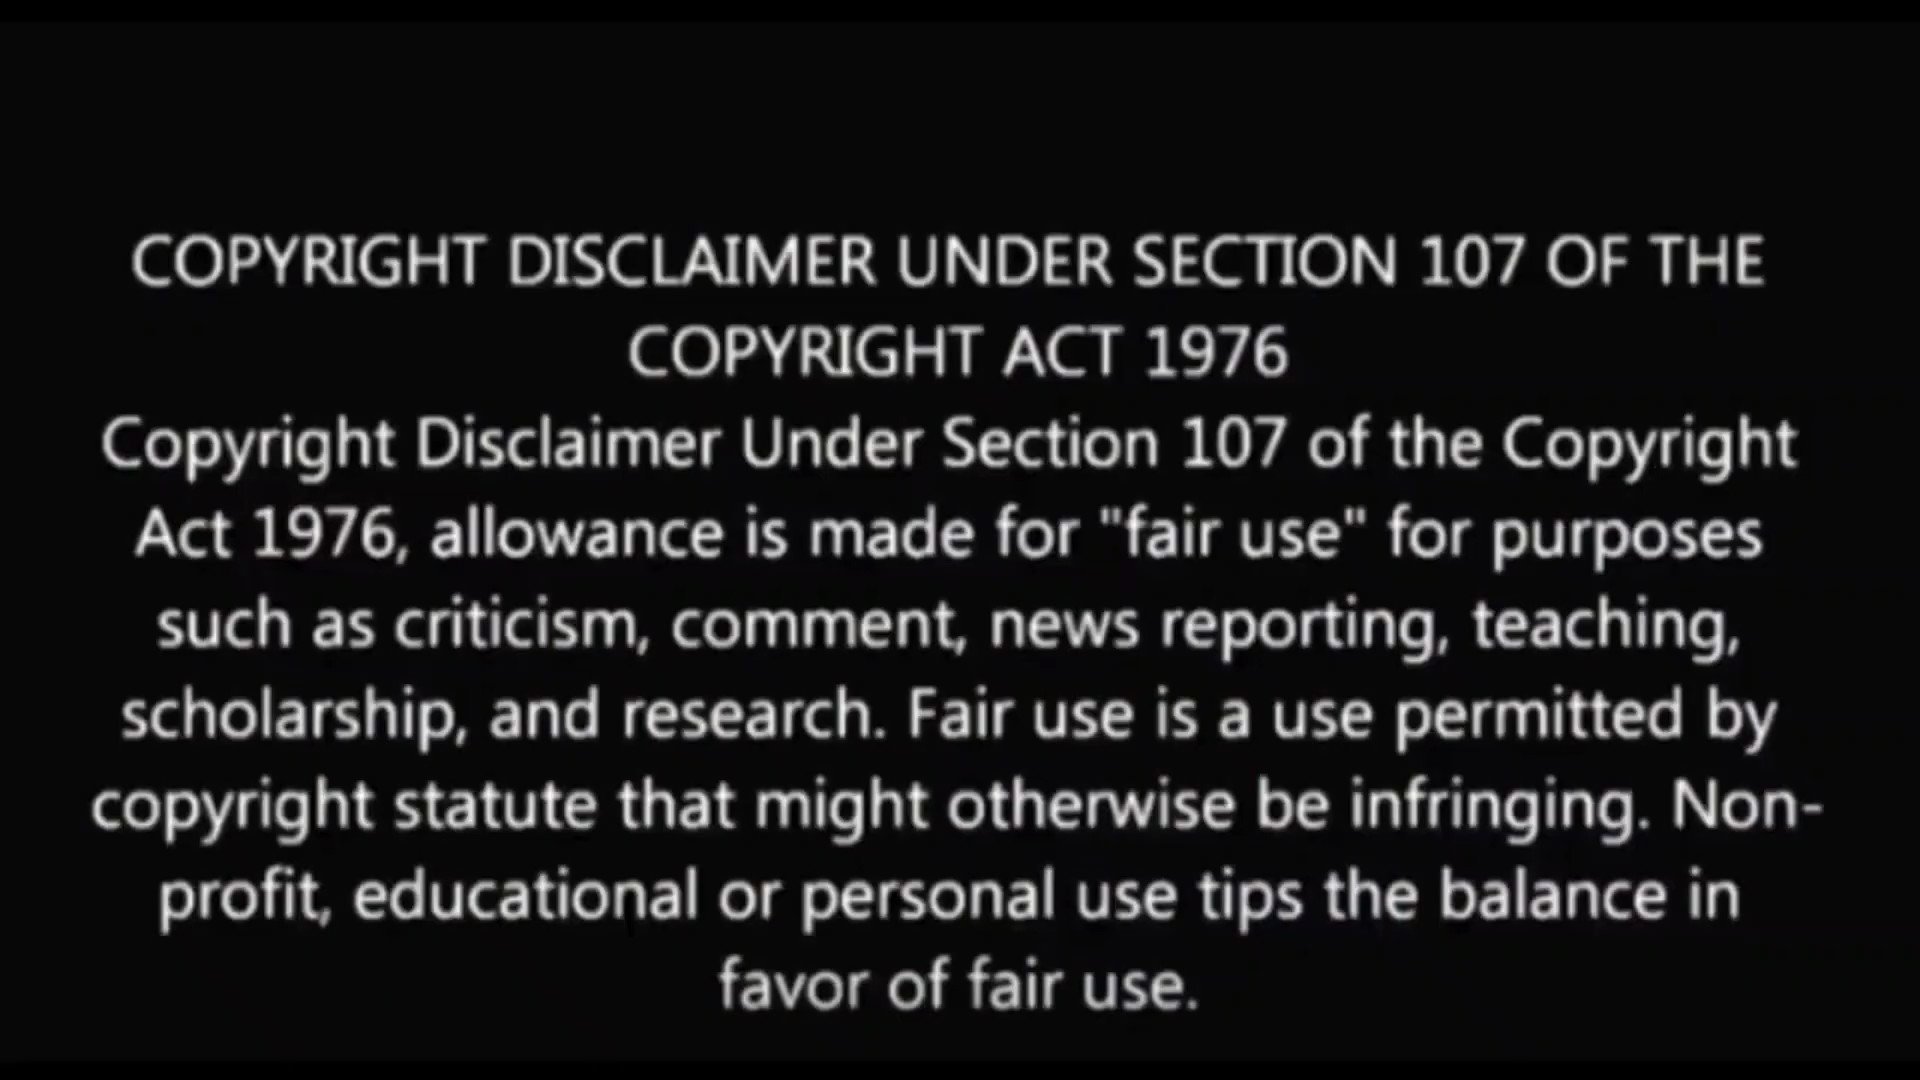 COPYRIGHT DISCLAIMER UNDER SECTION 107 OF THE
COPYRIGHT ACT 1976
Copyright Disclaimer Under Section 107 of the Copyright
Act 1976, allowance is made for "fair use" for purposes
such as criticism, comment, news reporting, teaching,
scholarship, and research. Fair use is a use permitted by
copyright statute that might otherwise be infringing. Non-
profit, educational or personal use tips the balance in
favor of fair use.